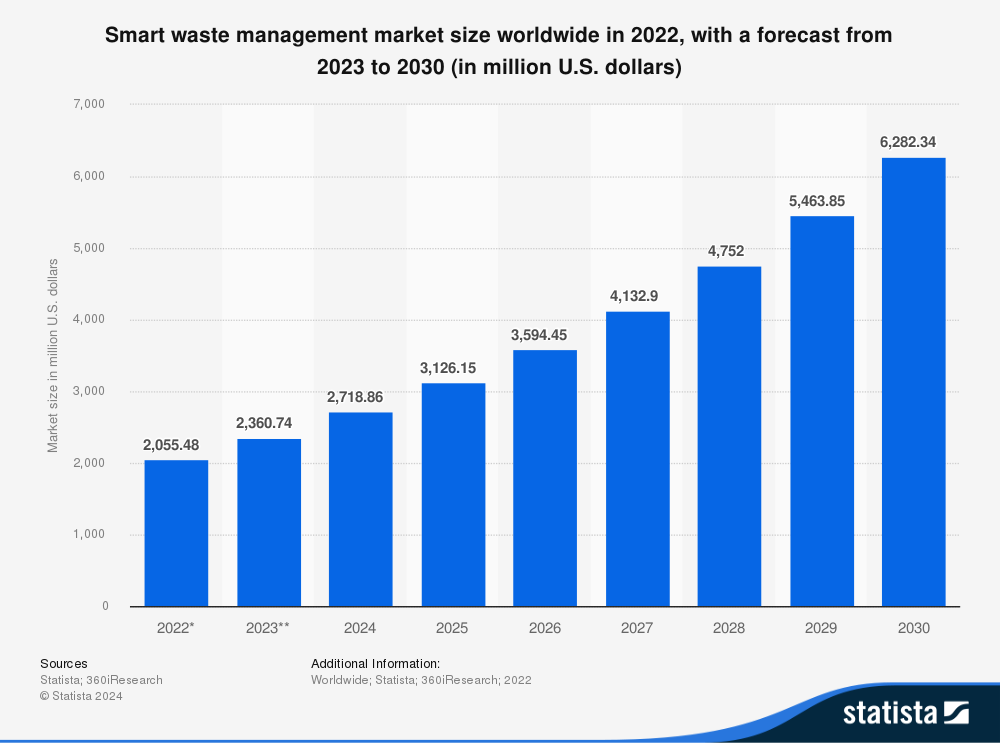 Smart waste management market size worldwide in 2022, with a forecast from
2023 to 2030 (in million U.S. dollars)
Market size in million U.S. dollars
7,000
6,000
5,000
4,000
3,000
2,000
1,000
0
2,055.48
2,360.74
2,718.86
3,126.15
3,594.45
4,132.9
4,752
5,463.85
6,282.34
2022* 2023** 2024 2025 2026 2027 2028 2029 2030
Sources
Statista; 360iResearch
© Statista 2024
Additional Information:
Worldwide; Statista; 360iResearch; 2022
statista